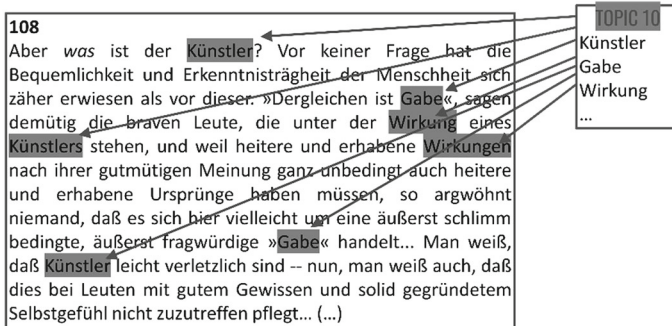 108
Aber was ist der Künstler? Vor keiner Frage hat die
Bequemlichkeit und Erkenntnisträgheit der Menschheit sich
zäher erwiesen als vor dieser. »Dergleichen ist Gabe«, sagen
demütig die braven Leute, die unter der Wirkung eines
Künstlers stehen, und weil heitere und erhabene Wirkungen
nach ihrer gutmütigen Meinung ganz unbedingt auch heitere
und erhabene Ursprünge haben müssen, so argwöhnt
niemand, daß es sich hier vielleicht um eine äußerst schlimm
bedingte, äußerst fragwürdige »Gabe« handelt... Man weiß,
daß Künstler leicht verletzlich sind -- nun, man weiß auch, daß
dies bei Leuten mit gutem Gewissen und solid gegründetem
Selbstgefühl nicht zuzutreffen pflegt... (...)
TOPIC 10
Künstler
Gabe
Wirkung
...